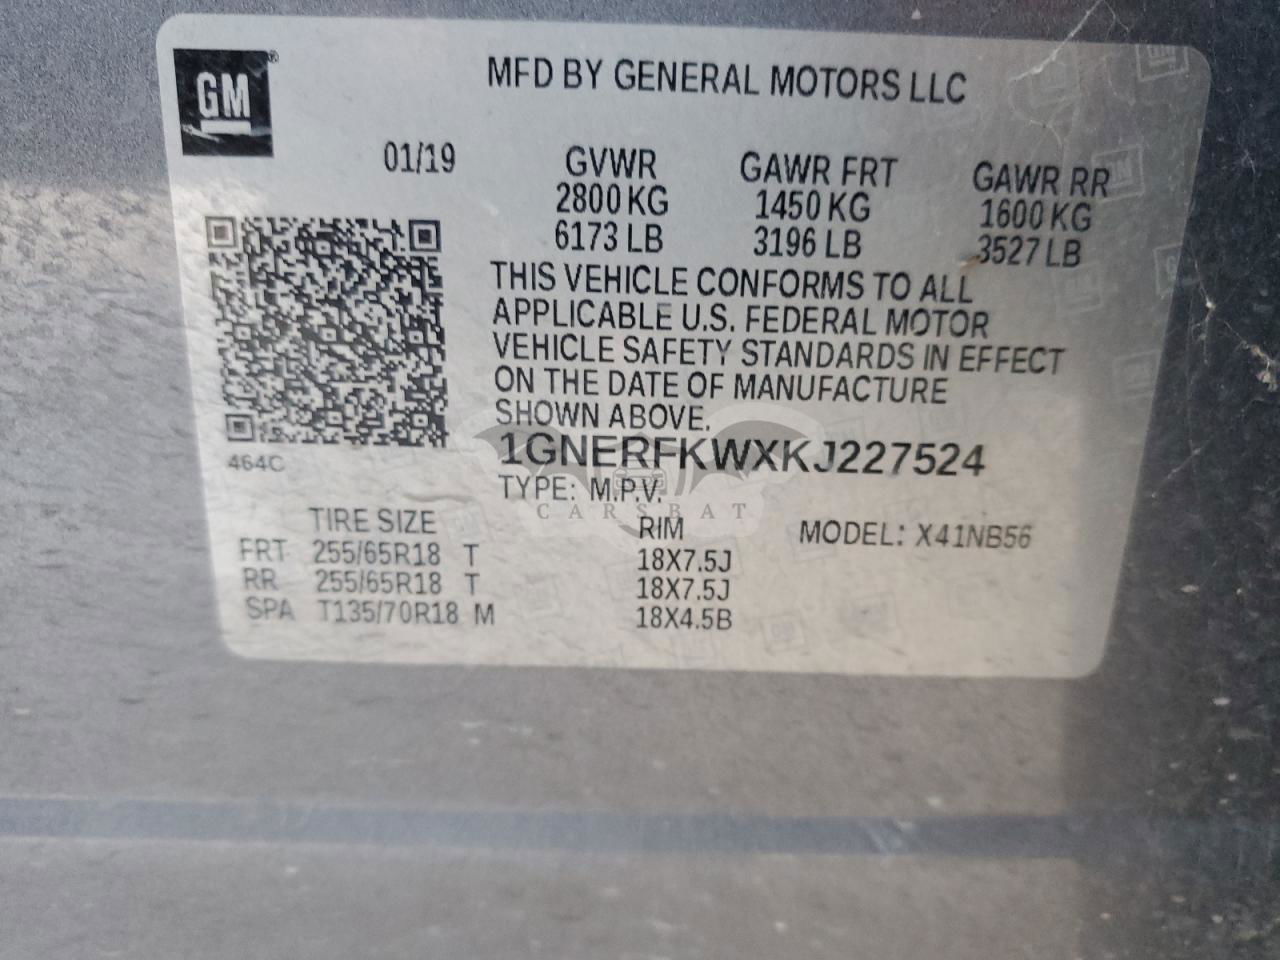 GM®
MFD BY GENERAL MOTORS LLC
01/19 GVWR GAWR FRT GAWR RR
2800 KG 1450 KG 1600 KG
6173 LB 3196 LB 3527 LB
THIS VEHICLE CONFORMS TO ALL
APPLICABLE U.S. FEDERAL MOTOR
VEHICLE SAFETY STANDARDS IN EFFECT
ON THE DATE OF MANUFACTURE
SHOWN ABOVE.
1GNERFKWXKJ227524
464C
TYPE: M.P.V.
CARSBAT
TIRE SIZE RIM MODEL: X41NB56
FRT 255/65R18 T 18X7.5J
RR 255/65R18 T 18X7.5J
SPA T135/70R18 M 18X4.5B